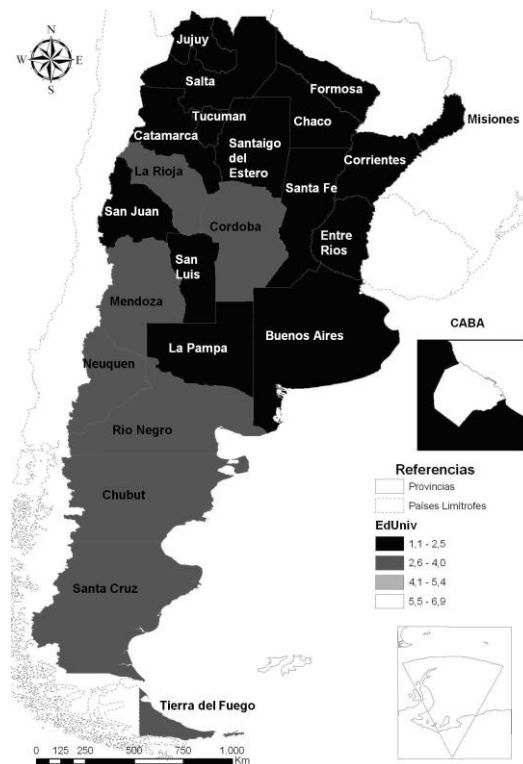 N
W E
S
Jujuy
Salta
Formosa
Tucuman
Chaco
Misiones
Catamarca
Santaigo
del
Estero
Corrientes
La Rioja
Santa Fe
San Juan
Cordoba
Entre
Rios
San
Luis
Mendoza
CABA
La Pampa
Buenos Aires
Neuquen
Rio Negro
Referencias
Provincias
Países Limítrofes
Chubut
EdUniv
1,1 - 2,5
2,6 - 4,0
4,1 - 5,4
5,5 - 6,9
Santa Cruz
Tierra del Fuego
0 125 250 500 750 1.000
Km